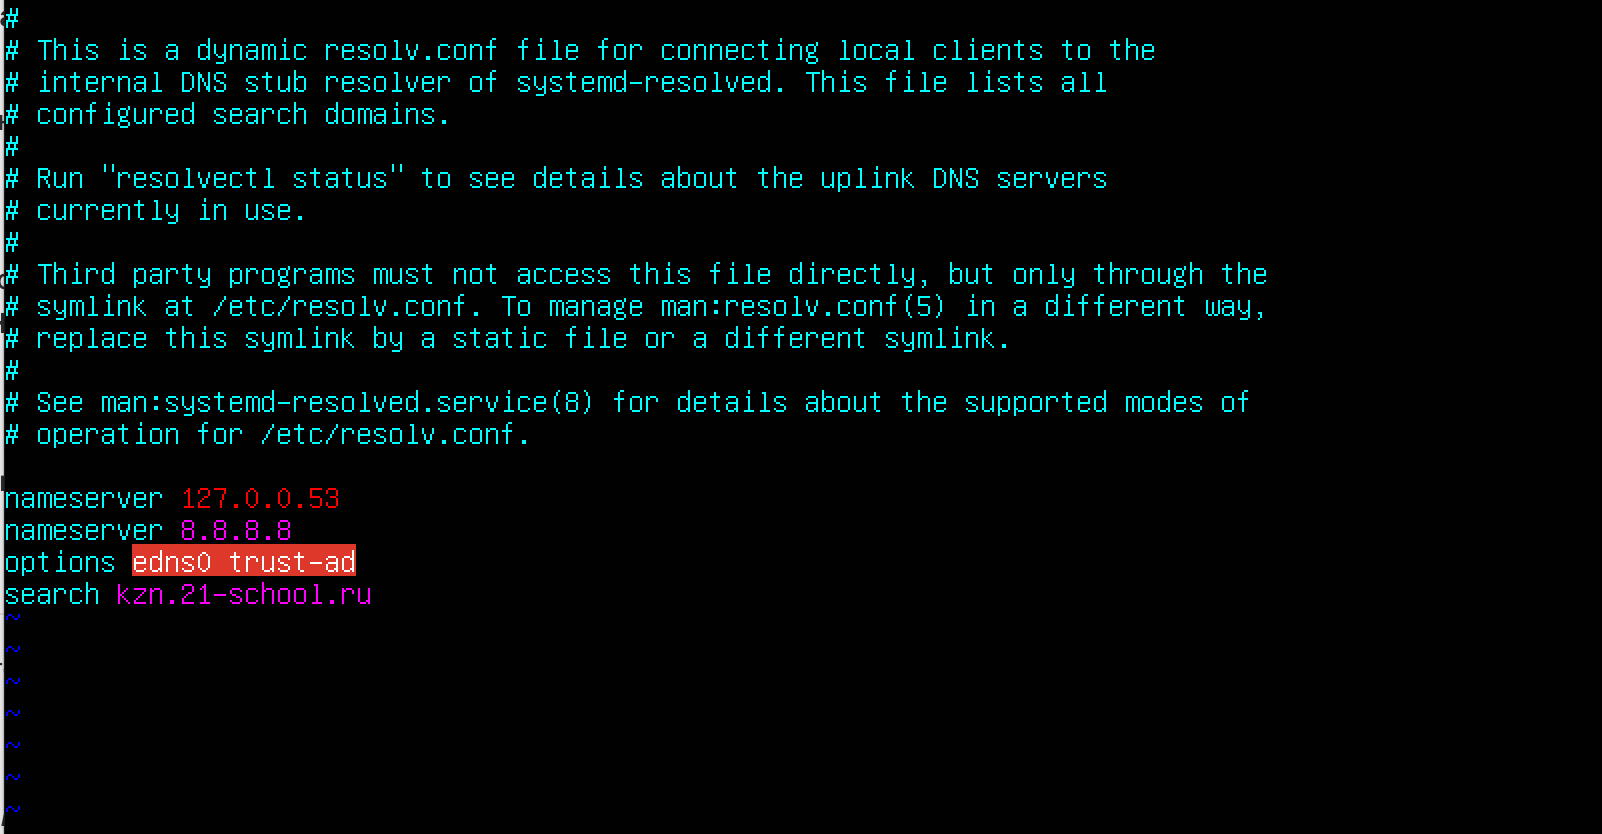 #
# This is a dynamic resolv.conf file for connecting local clients to the
# internal DNS stub resolver of systemd-resolved. This file lists all
# configured search domains.
#
# Run "resolvectl status" to see details about the uplink DNS servers
# currently in use.
#
# Third party programs must not access this file directly, but only through the
# symlink at /etc/resolv.conf. To manage man:resolv.conf(5) in a different way,
# replace this symlink by a static file or a different symlink.
#
# See man:systemd-resolved.service(8) for details about the supported modes of
# operation for /etc/resolv.conf.
nameserver 127.0.0.53
nameserver 8.8.8.8
options edns0 trust-ad
search kzn.21-school.ru
~
~
~
~
~
~
~